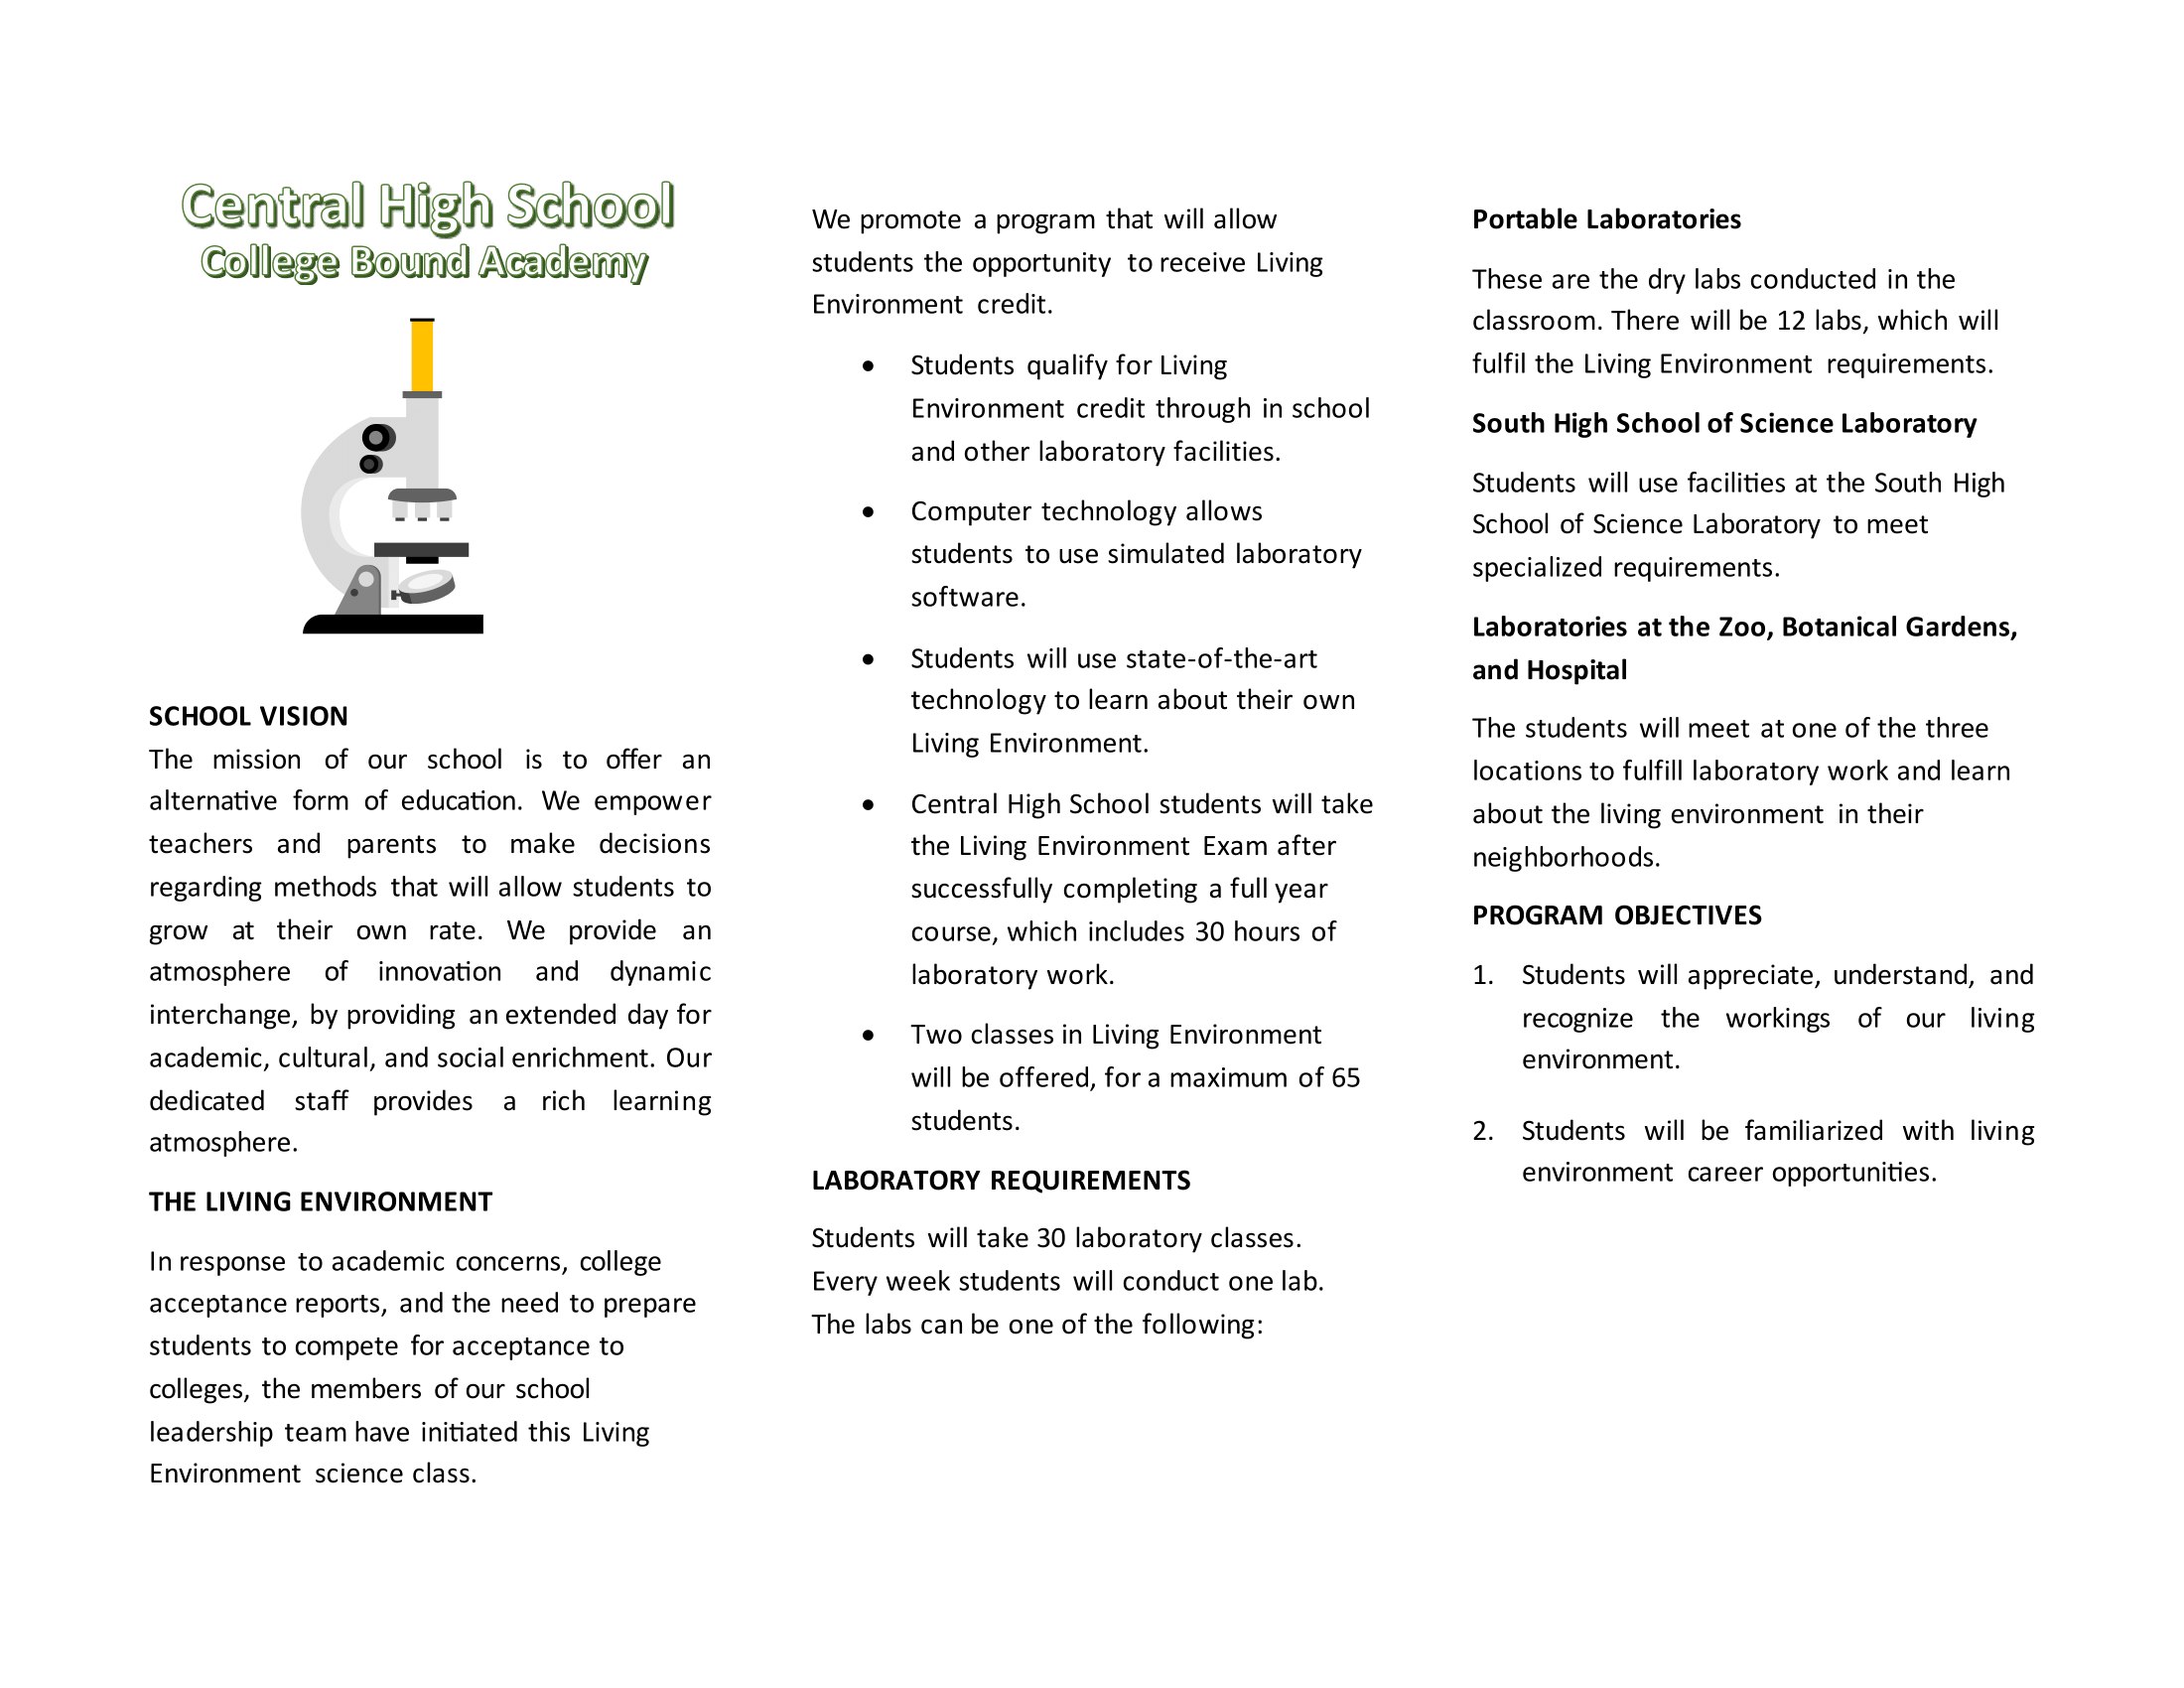 Central High School
College Bound Academy
SCHOOL VISION
The mission of our school is to offer an
alternative form of education. We empower
teachers and parents to make decisions
regarding methods that will allow students to
grow at their own rate. We provide an
atmosphere of innovation and dynamic
interchange, by providing an extended day for
academic, cultural, and social enrichment. Our
dedicated staff provides a rich learning
atmosphere.
THE LIVING ENVIRONMENT
In response to academic concerns, college
acceptance reports, and the need to prepare
students to compete for acceptance to
colleges, the members of our school
leadership team have initiated this Living
Environment science class.
We promote a program that will allow
students the opportunity to receive Living
Environment credit.
• Students qualify for Living
Environment credit through in school
and other laboratory facilities.
• Computer technology allows
students to use simulated laboratory
software.
• Students will use state-of-the-art
technology to learn about their own
Living Environment.
• Central High School students will take
the Living Environment Exam after
successfully completing a full year
course, which includes 30 hours of
laboratory work.
• Two classes in Living Environment
will be offered, for a maximum of 65
students.
LABORATORY REQUIREMENTS
Students will take 30 laboratory classes.
Every week students will conduct one lab.
The labs can be one of the following:
Portable Laboratories
These are the dry labs conducted in the
classroom. There will be 12 labs, which will
fulfil the Living Environment requirements.
South High School of Science Laboratory
Students will use facilities at the South High
School of Science Laboratory to meet
specialized requirements.
Laboratories at the Zoo, Botanical Gardens,
and Hospital
The students will meet at one of the three
locations to fulfill laboratory work and learn
about the living environment in their
neighborhoods.
PROGRAM OBJECTIVES
1. Students will appreciate, understand, and
recognize the workings of our living
environment.
2. Students will be familiarized with living
environment career opportunities.